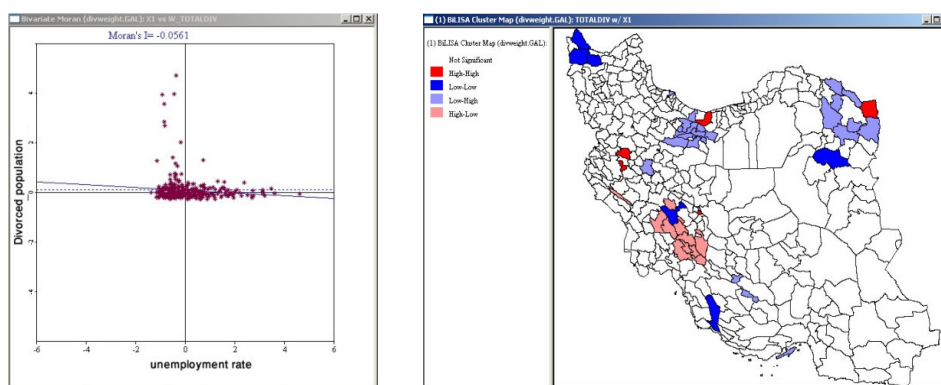 Bivariate Moran (divweight.GAL): X1 vs W_TOTALDIV
Moran's I= -0.0561
4
2
0
-2
-4
-6
-4
-2
0
2
4
6
Divorced population
unemployment rate
(1) BiLISA Cluster Map (divweight.GAL): TOTALDIV w/ X1
(1) BiLISA Cluster Map (divweight.GAL):
Not Significant
High-High
Low-Low
Low-High
High-Low